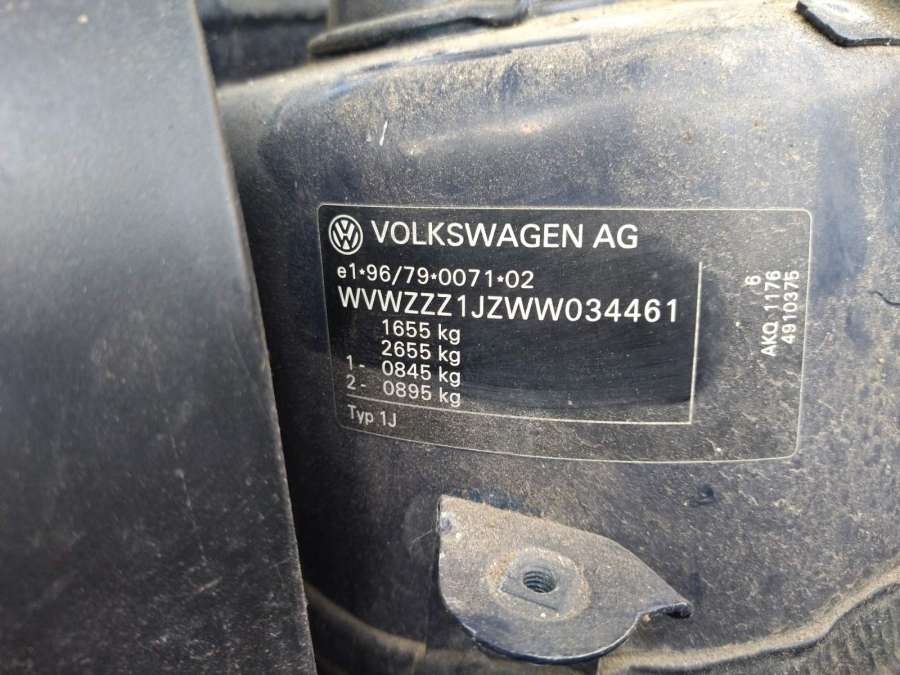 VOLKSWAGEN AG
e1*96/79*0071*02
WVWZZZ1JZWW034461
1655 kg
2655 kg
1- 0845 kg
2- 0895 kg
Typ 1J
6
AKQ 1176
4910375